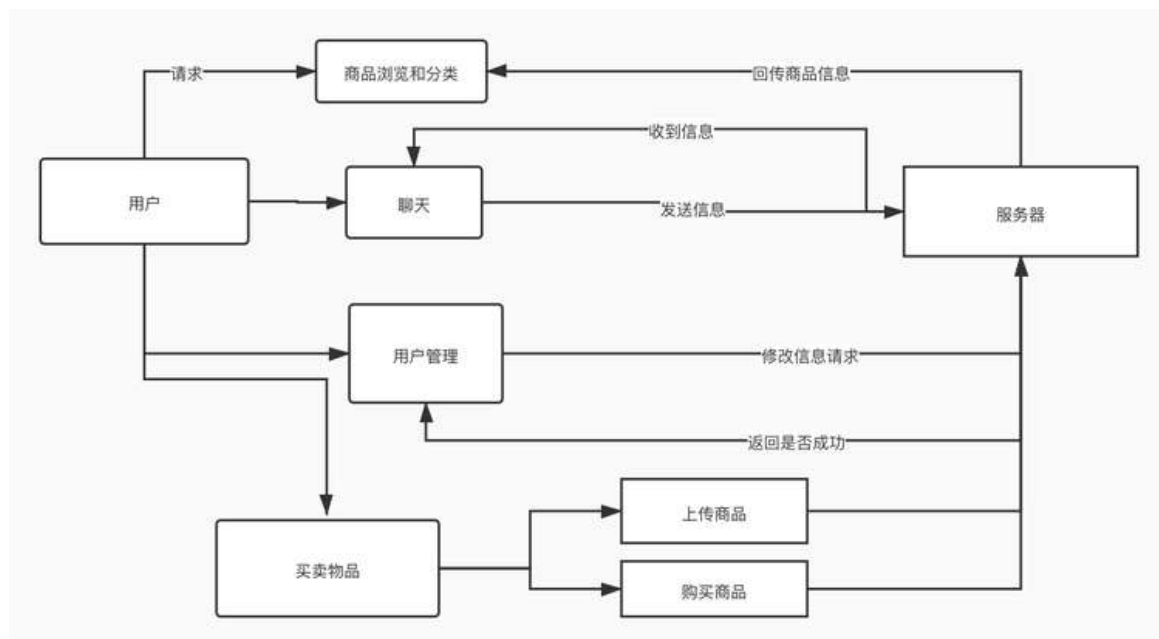 请求
商品浏览和分类
回传商品信息
收到信息
用户
聊天
发送信息
服务器
用户管理
修改信息请求
返回是否成功
上传商品
买卖物品
购买商品